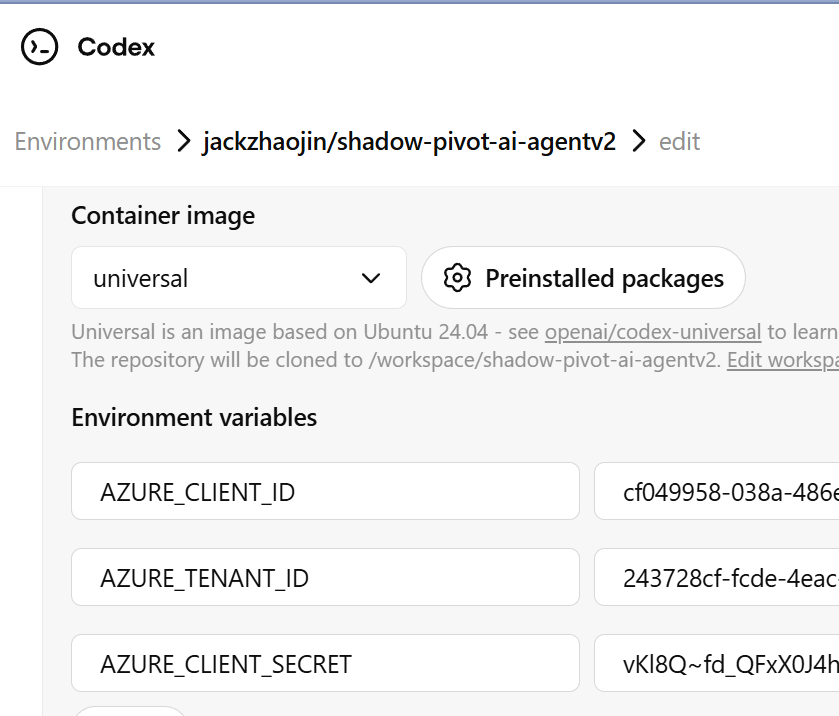 Codex
Environments > jackzhaojin/shadow-pivot-ai-agentv2 > edit
Container image
universal
Preinstalled packages
Universal is an image based on Ubuntu 24.04 - see openai/codex-universal to learn
The repository will be cloned to /workspace/shadow-pivot-ai-agentv2. Edit workspa
Environment variables
AZURE_CLIENT_ID cf049958-038a-486e
AZURE_TENANT_ID 243728cf-fcde-4eac-
AZURE_CLIENT_SECRET vKl8Q~fd_QFxX0J4h